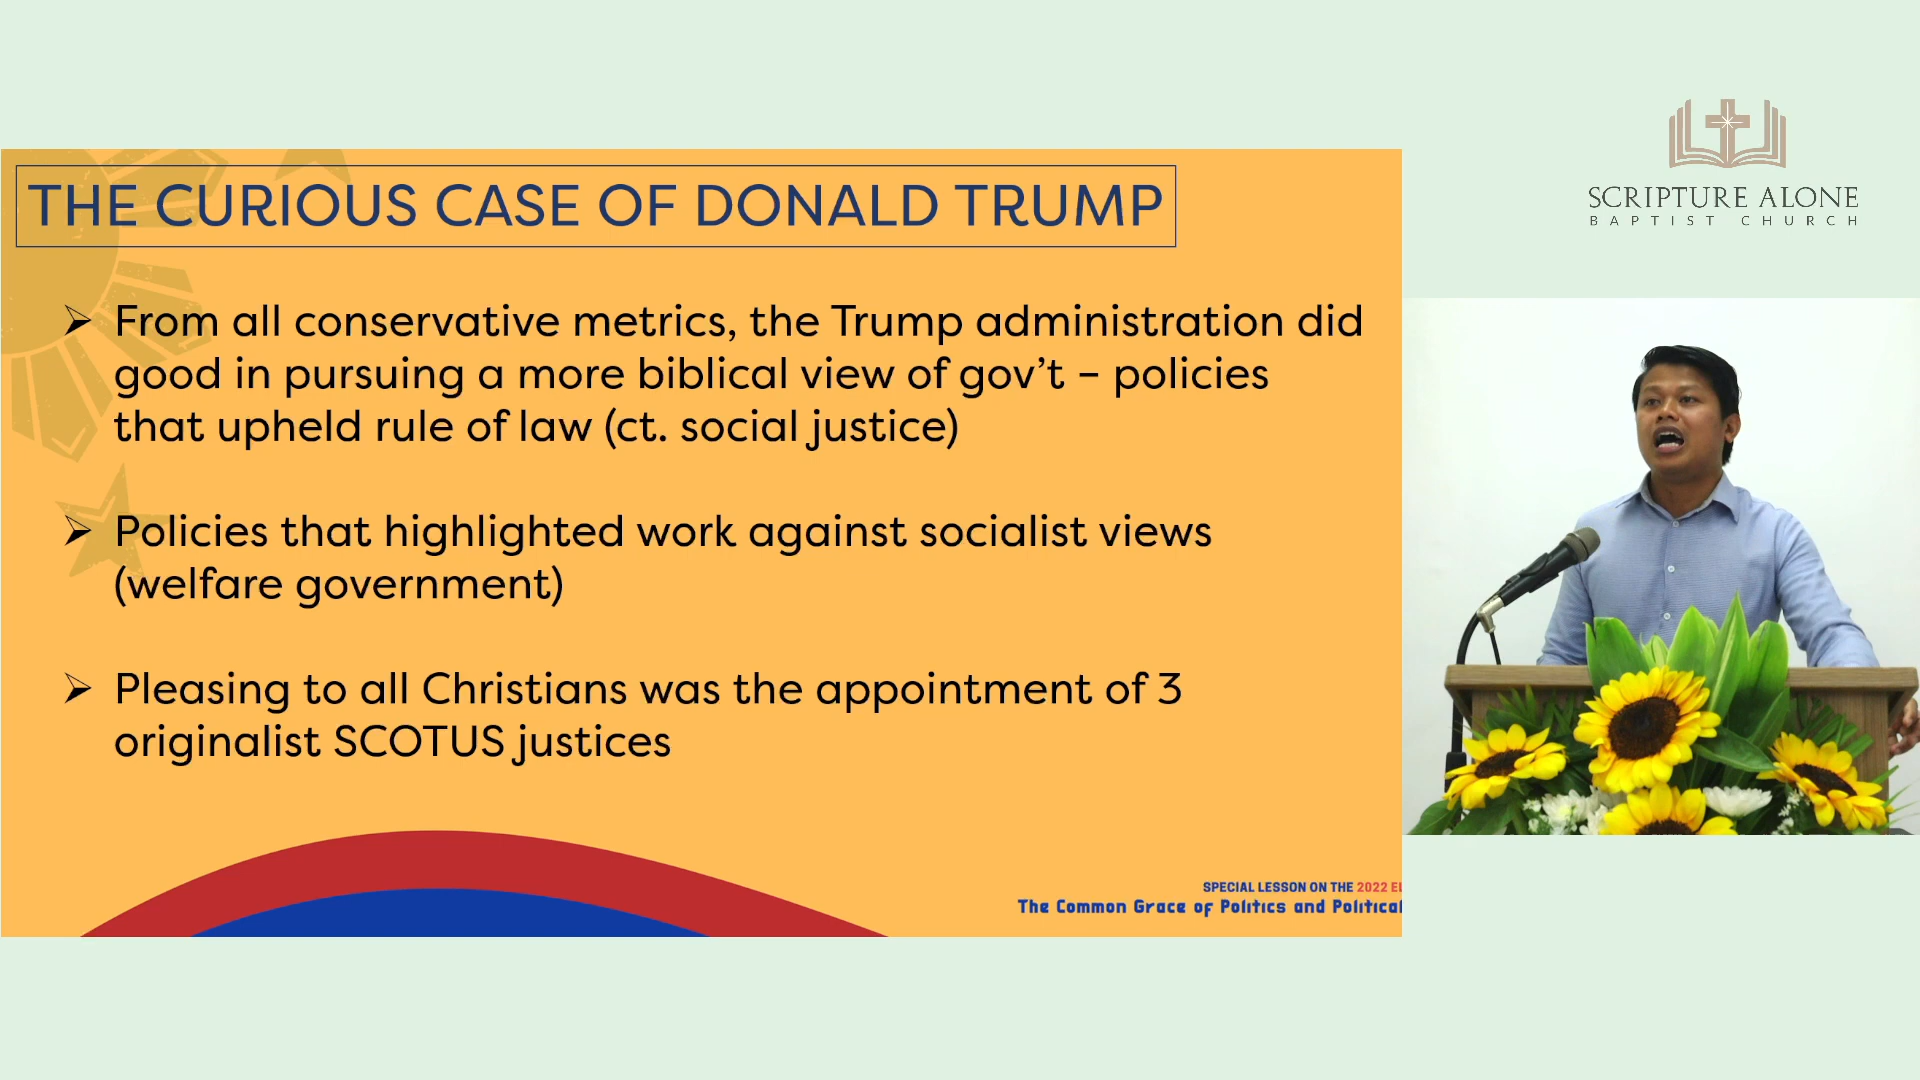 THE CURIOUS CASE OF DONALD TRUMP
➢ From all conservative metrics, the Trump administration did
good in pursuing a more biblical view of gov’t – policies
that upheld rule of law (ct. social justice)
➢ Policies that highlighted work against socialist views
(welfare government)
➢ Pleasing to all Christians was the appointment of 3
originalist SCOTUS justices
SPECIAL LESSON ON THE 2022
The Common Grace of Politics and Political
SCRIPTURE ALONE
BAPTIST CHURCH